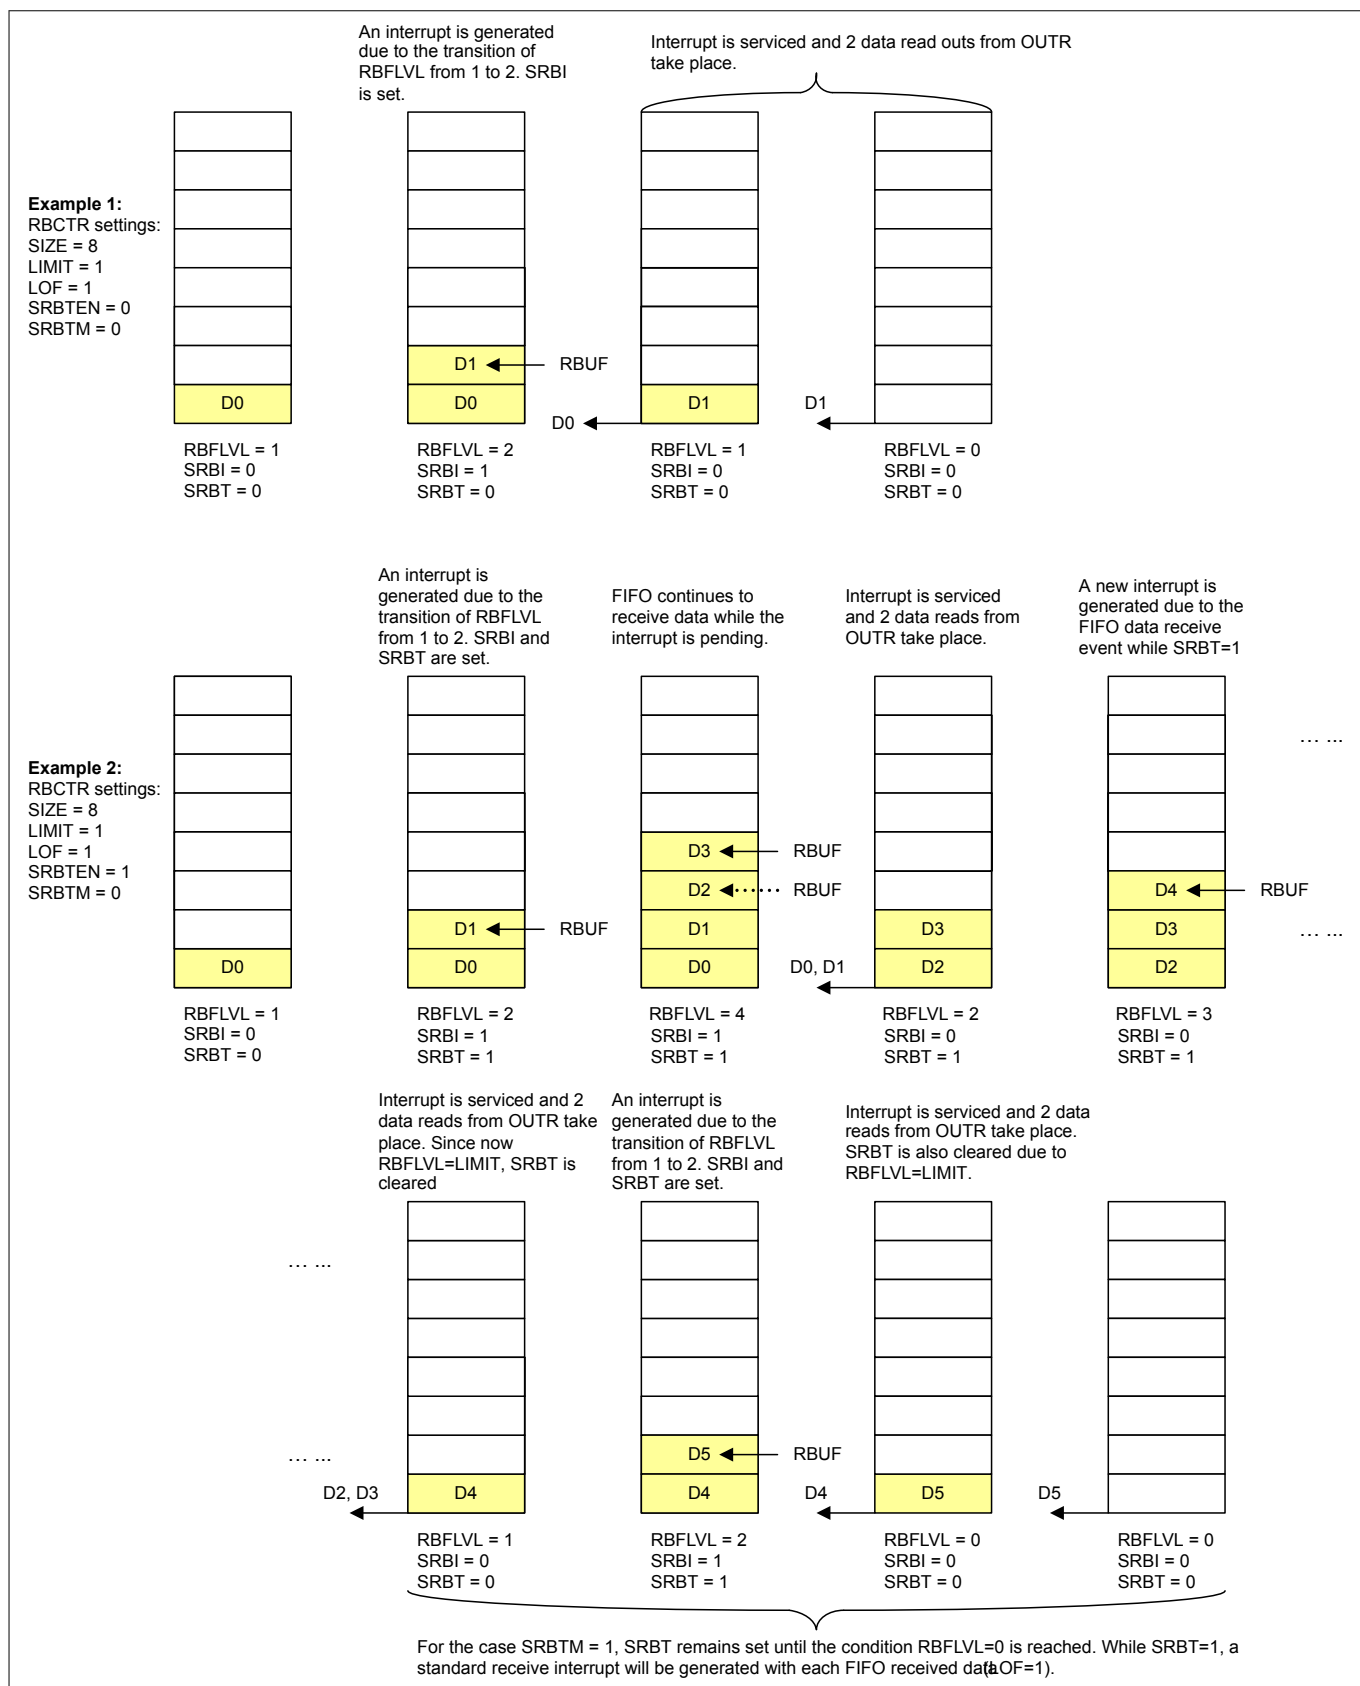 An interrupt is generated
due to the transition of
RBFLVL from 1 to 2. SRBI
is set.
Interrupt is serviced and 2 data read outs from OUTR
take place.
Example 1:
RBCTR settings:
SIZE = 8
LIMIT = 1
LOF = 1
SRBTEN = 0
SRBTM = 0
D0
D1
RBUF
D0
D0
D1
D1
RBFLVL = 1
SRBI = 0
SRBT = 0
RBFLVL = 2
SRBI = 1
SRBT = 0
RBFLVL = 1
SRBI = 0
SRBT = 0
RBFLVL = 0
SRBI = 0
SRBT = 0
An interrupt is
generated due to the
transition of RBFLVL
from 1 to 2. SRBI and
SRBT are set.
FIFO continues to
receive data while the
interrupt is pending.
Interrupt is serviced
and 2 data reads from
OUTR take place.
A new interrupt is
generated due to the
FIFO data receive
event while SRBT=1
Example 2:
RBCTR settings:
SIZE = 8
LIMIT = 1
LOF = 1
SRBTEN = 1
SRBTM = 0
D0
D1
RBUF
D0
D3
RBUF
D2
RBUF
D1
D0
D0, D1
D3
D2
D4
RBUF
D3
D2
... ...
... ...
RBFLVL = 1
SRBI = 0
SRBT = 0
RBFLVL = 2
SRBI = 1
SRBT = 1
RBFLVL = 4
SRBI = 1
SRBT = 1
RBFLVL = 2
SRBI = 0
SRBT = 1
RBFLVL = 3
SRBI = 0
SRBT = 1
Interrupt is serviced and 2
data reads from OUTR take
place. Since now
RBFLVL=LIMIT, SRBT is
cleared
An interrupt is
generated due to the
transition of RBFLVL
from 1 to 2. SRBI and
SRBT are set.
Interrupt is serviced and 2 data
reads from OUTR take place.
SRBT is also cleared due to
RBFLVL=LIMIT.
... ...
... ...
D2, D3
D4
D5
RBUF
D4
D4
D5
D5
RBFLVL = 1
SRBI = 0
SRBT = 0
RBFLVL = 2
SRBI = 1
SRBT = 1
RBFLVL = 0
SRBI = 0
SRBT = 0
RBFLVL = 0
SRBI = 0
SRBT = 0
For the case SRBTM = 1, SRBT remains set until the condition RBFLVL=0 is reached. While SRBT=1, a
standard receive interrupt will be generated with each FIFO received data(LOF=1).